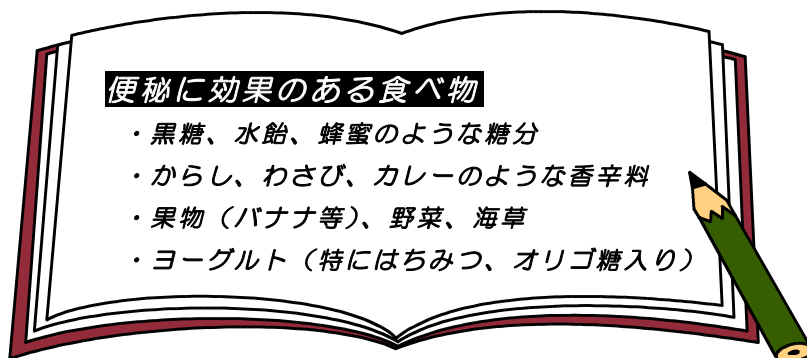 便秘に効果のある食べ物
・黒糖、水飴、蜂蜜のような糖分
・からし、わさび、カレーのような香辛料
・果物（バナナ等）、野菜、海草
・ヨーグルト（特にはちみつ、オリゴ糖入り）